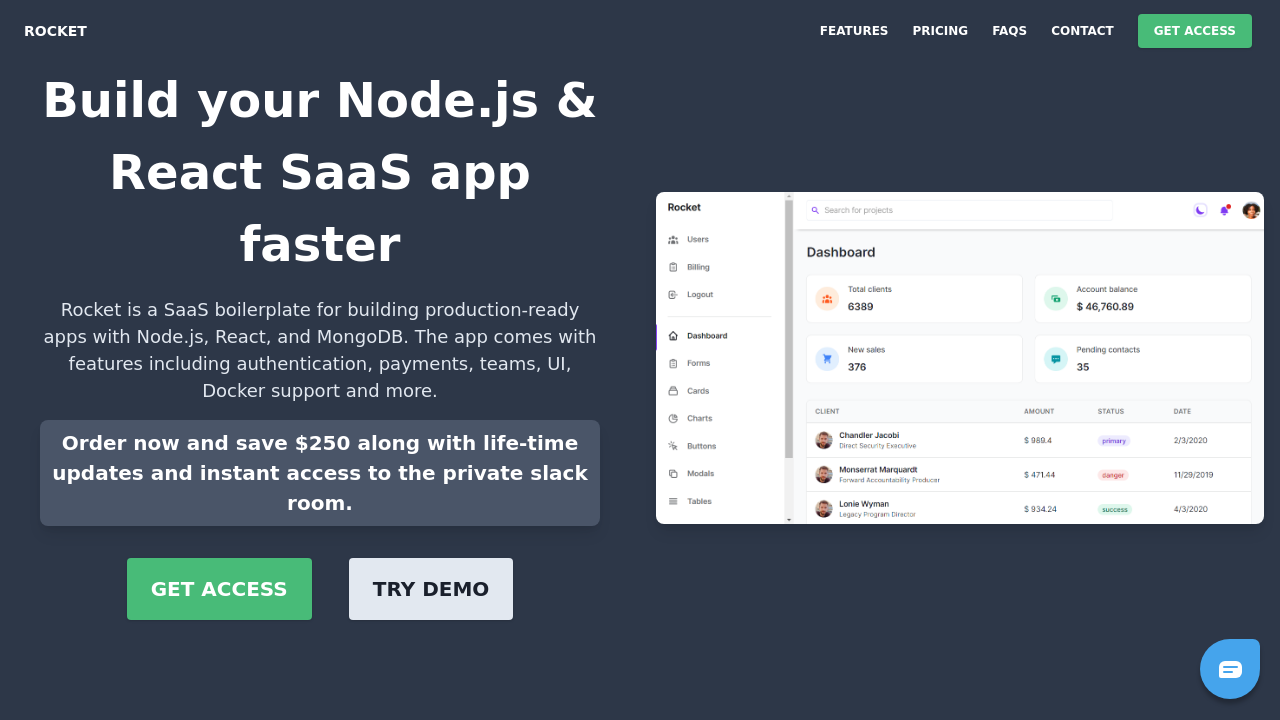 ROCKET
FEATURES PRICING FAQS CONTACT GET ACCESS
Build your Node.js &
React SaaS app
faster
Rocket is a SaaS boilerplate for building production-ready
apps with Node.js, React, and MongoDB. The app comes with
features including authentication, payments, teams, UI,
Docker support and more.
Order now and save $250 along with life-time
updates and instant access to the private slack
room.
GET ACCESS TRY DEMO
Rocket
Users
Billing
Logout
Dashboard
Forms
Cards
Charts
Buttons
Modals
Tables
Search for projects
Dashboard
Total clients
6389
Account balance
$ 46,760.89
New sales
376
Pending contacts
35
CLIENT AMOUNT STATUS DATE
Chandler Jacobi
Direct Security Executive
$ 989.4 primary 2/3/2020
Monserrat Marquardt
Forward Accountability Producer
$ 471.44 danger 11/29/2019
Lonie Wyman
Legacy Program Director
$ 934.24 success 4/3/2020